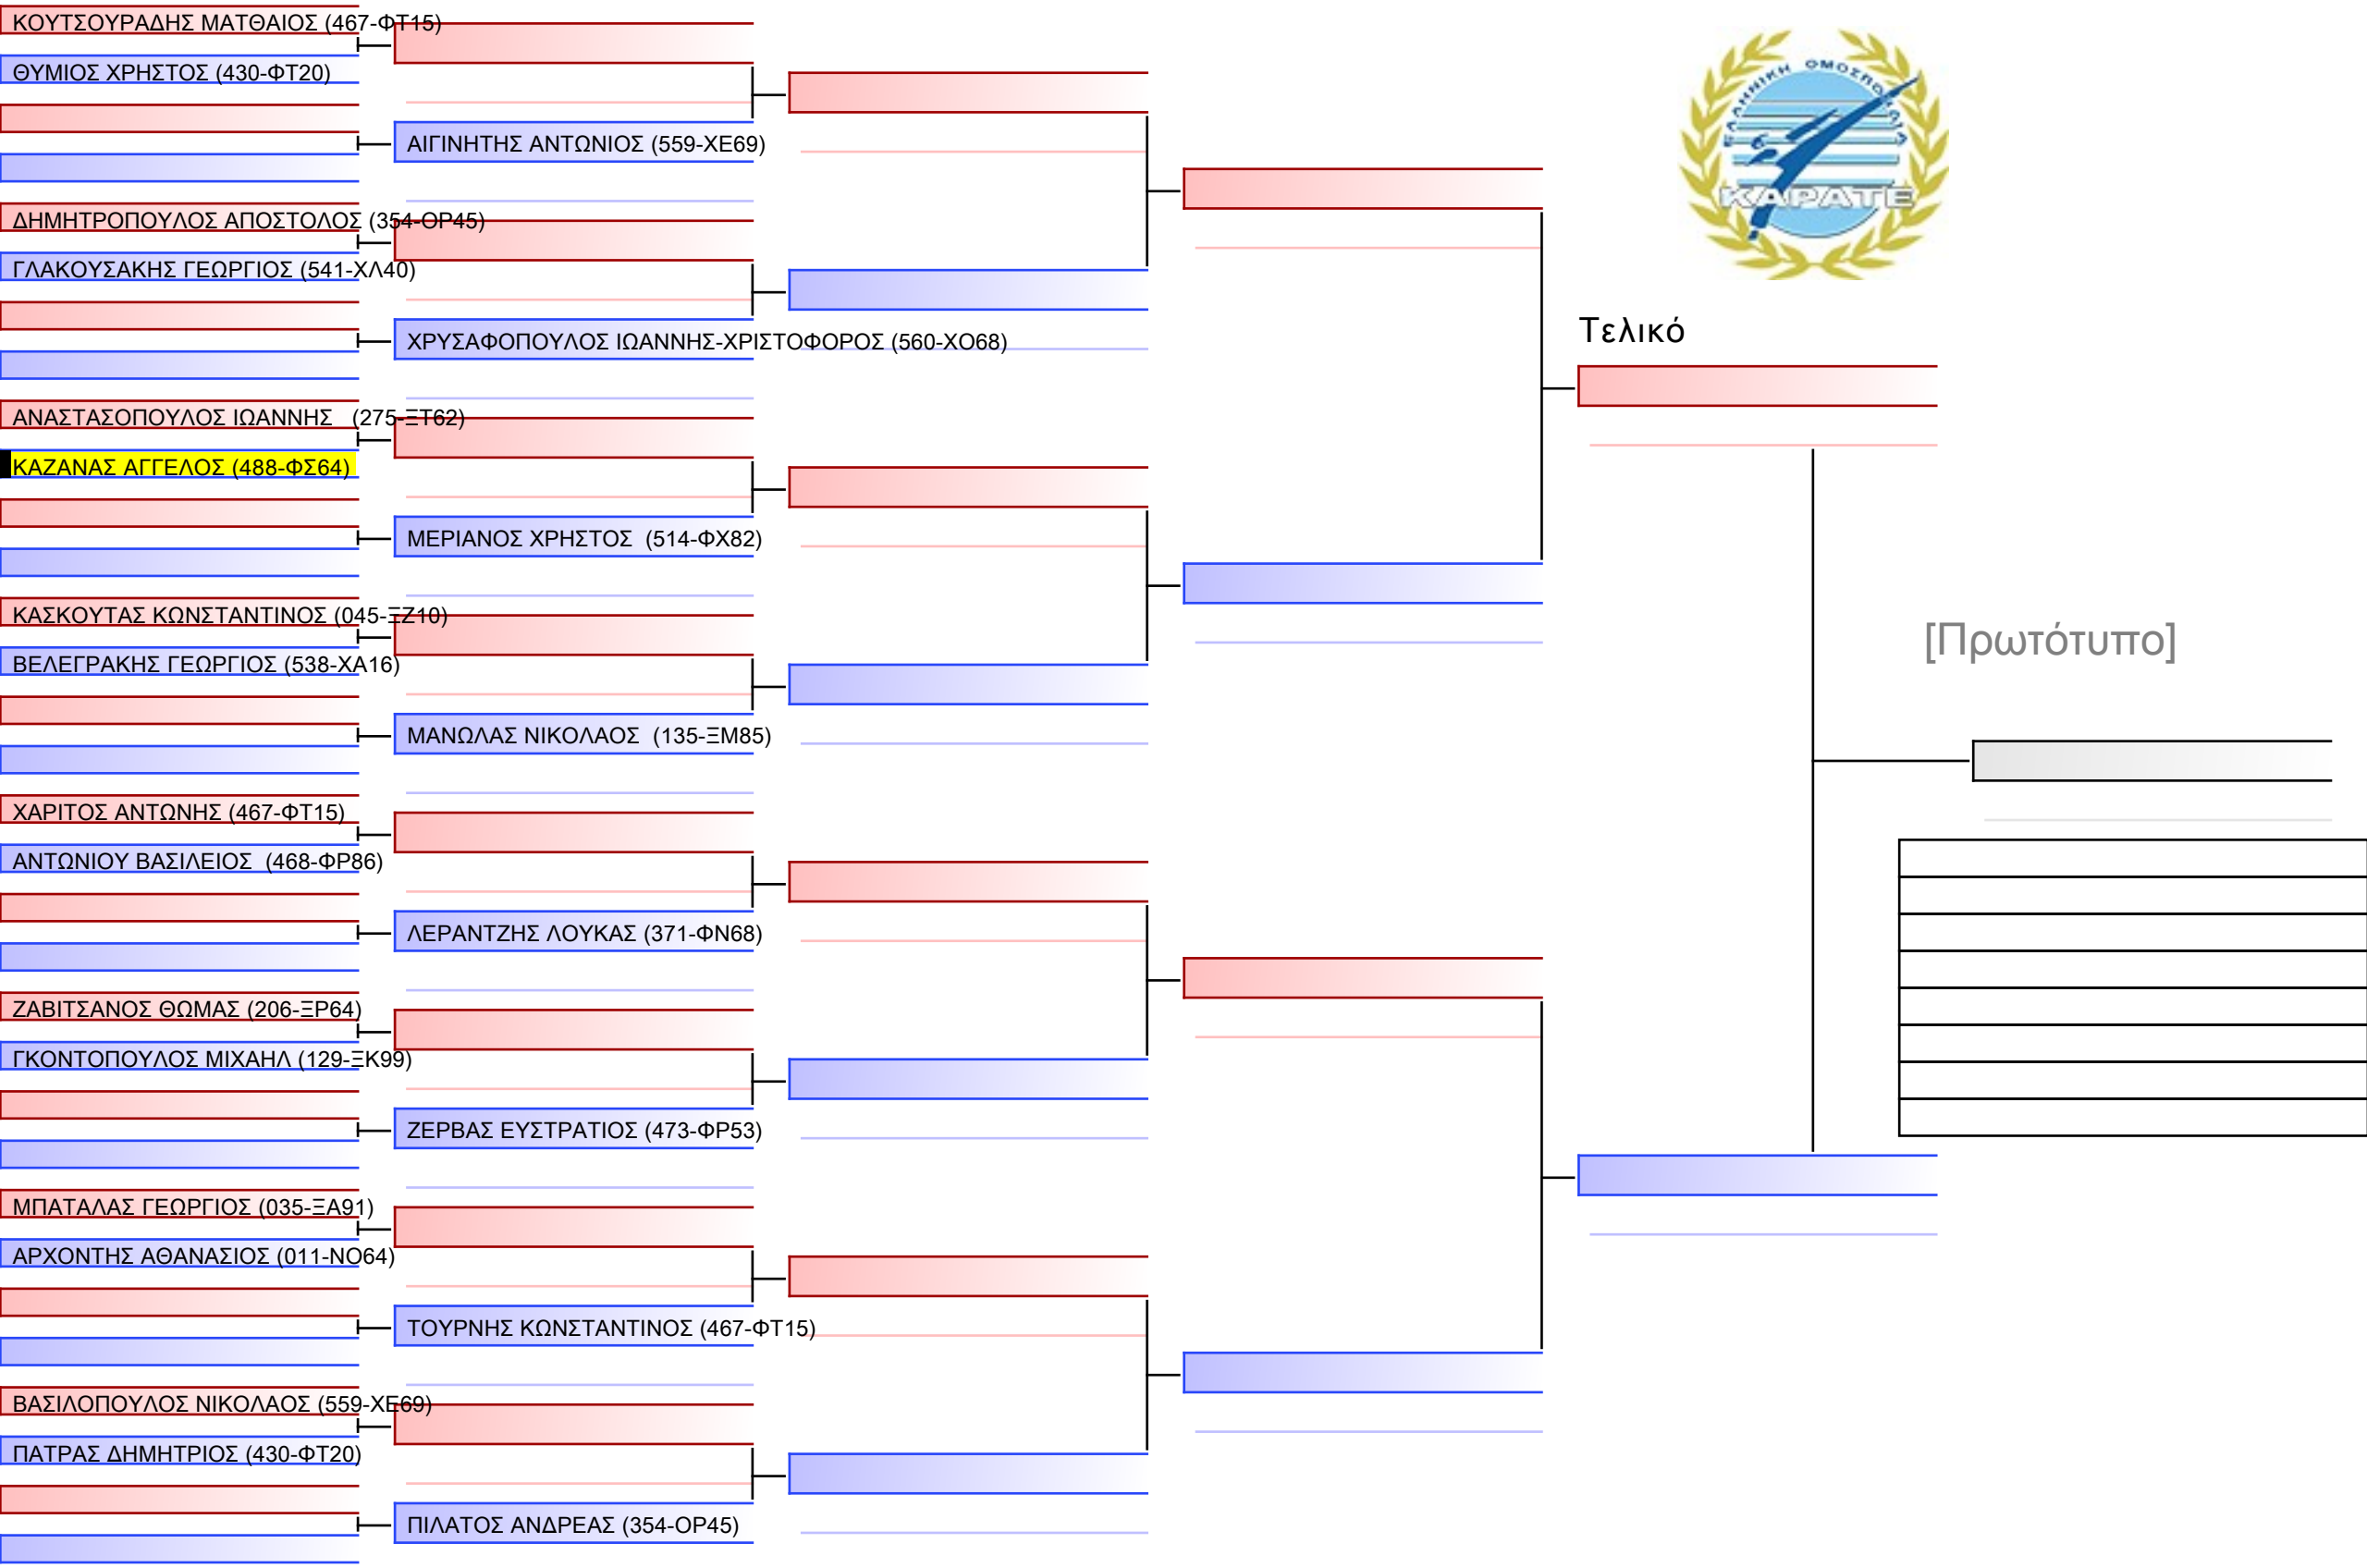 ΚΟΥΤΣΟΥΡΑΔΗΣ ΜΑΤΘΑΙΟΣ (467-ΦΤ15)
ΘΥΜΙΟΣ ΧΡΗΣΤΟΣ (430-ΦΤ20)
ΑΙΓΙΝΗΤΗΣ ΑΝΤΩΝΙΟΣ (559-ΧΕ69)
ΔΗΜΗΤΡΟΠΟΥΛΟΣ ΑΠΟΣΤΟΛΟΣ (354-ΟΡ45)
ΓΛΑΚΟΥΣΑΚΗΣ ΓΕΩΡΓΙΟΣ (541-ΧΛ40)
ΧΡΥΣΑΦΟΠΟΥΛΟΣ ΙΩΑΝΝΗΣ-ΧΡΙΣΤΟΦΟΡΟΣ (560-ΧΟ68)
ΑΝΑΣΤΑΣΟΠΟΥΛΟΣ ΙΩΑΝΝΗΣ (275-ΞΤ62)
ΚΑΖΑΝΑΣ ΑΓΓΕΛΟΣ (488-ΦΣ64)
ΜΕΡΙΑΝΟΣ ΧΡΗΣΤΟΣ (514-ΦΧ82)
ΚΑΣΚΟΥΤΑΣ ΚΩΝΣΤΑΝΤΙΝΟΣ (045-ΞΖ10)
ΒΕΛΕΓΡΑΚΗΣ ΓΕΩΡΓΙΟΣ (538-ΧΑ16)
ΜΑΝΩΛΑΣ ΝΙΚΟΛΑΟΣ (135-ΞΜ85)
ΧΑΡΙΤΟΣ ΑΝΤΩΝΗΣ (467-ΦΤ15)
ΑΝΤΩΝΙΟΥ ΒΑΣΙΛΕΙΟΣ (468-ΦΡ86)
ΛΕΡΑΝΤΖΗΣ ΛΟΥΚΑΣ (371-ΦΝ68)
ΖΑΒΙΤΣΑΝΟΣ ΘΩΜΑΣ (206-ΞΡ64)
ΓΚΟΝΤΟΠΟΥΛΟΣ ΜΙΧΑΗΛ (129-ΞΚ99)
ΖΕΡΒΑΣ ΕΥΣΤΡΑΤΙΟΣ (473-ΦΡ53)
ΜΠΑΤΑΛΑΣ ΓΕΩΡΓΙΟΣ (035-ΞΑ91)
ΑΡΧΟΝΤΗΣ ΑΘΑΝΑΣΙΟΣ (011-ΝΟ64)
ΤΟΥΡΝΗΣ ΚΩΝΣΤΑΝΤΙΝΟΣ (467-ΦΤ15)
ΒΑΣΙΛΟΠΟΥΛΟΣ ΝΙΚΟΛΑΟΣ (559-ΧΕ69)
ΠΑΤΡΑΣ ΔΗΜΗΤΡΙΟΣ (430-ΦΤ20)
ΠΙΛΑΤΟΣ ΑΝΔΡΕΑΣ (354-ΟΡ45)
ΕΛΛΗΝΙΚΗ ΟΜΟΣΠΟΝΔΙΑ
ΚΑΡΑΤΕ
Τελικό
[Πρωτότυπο]